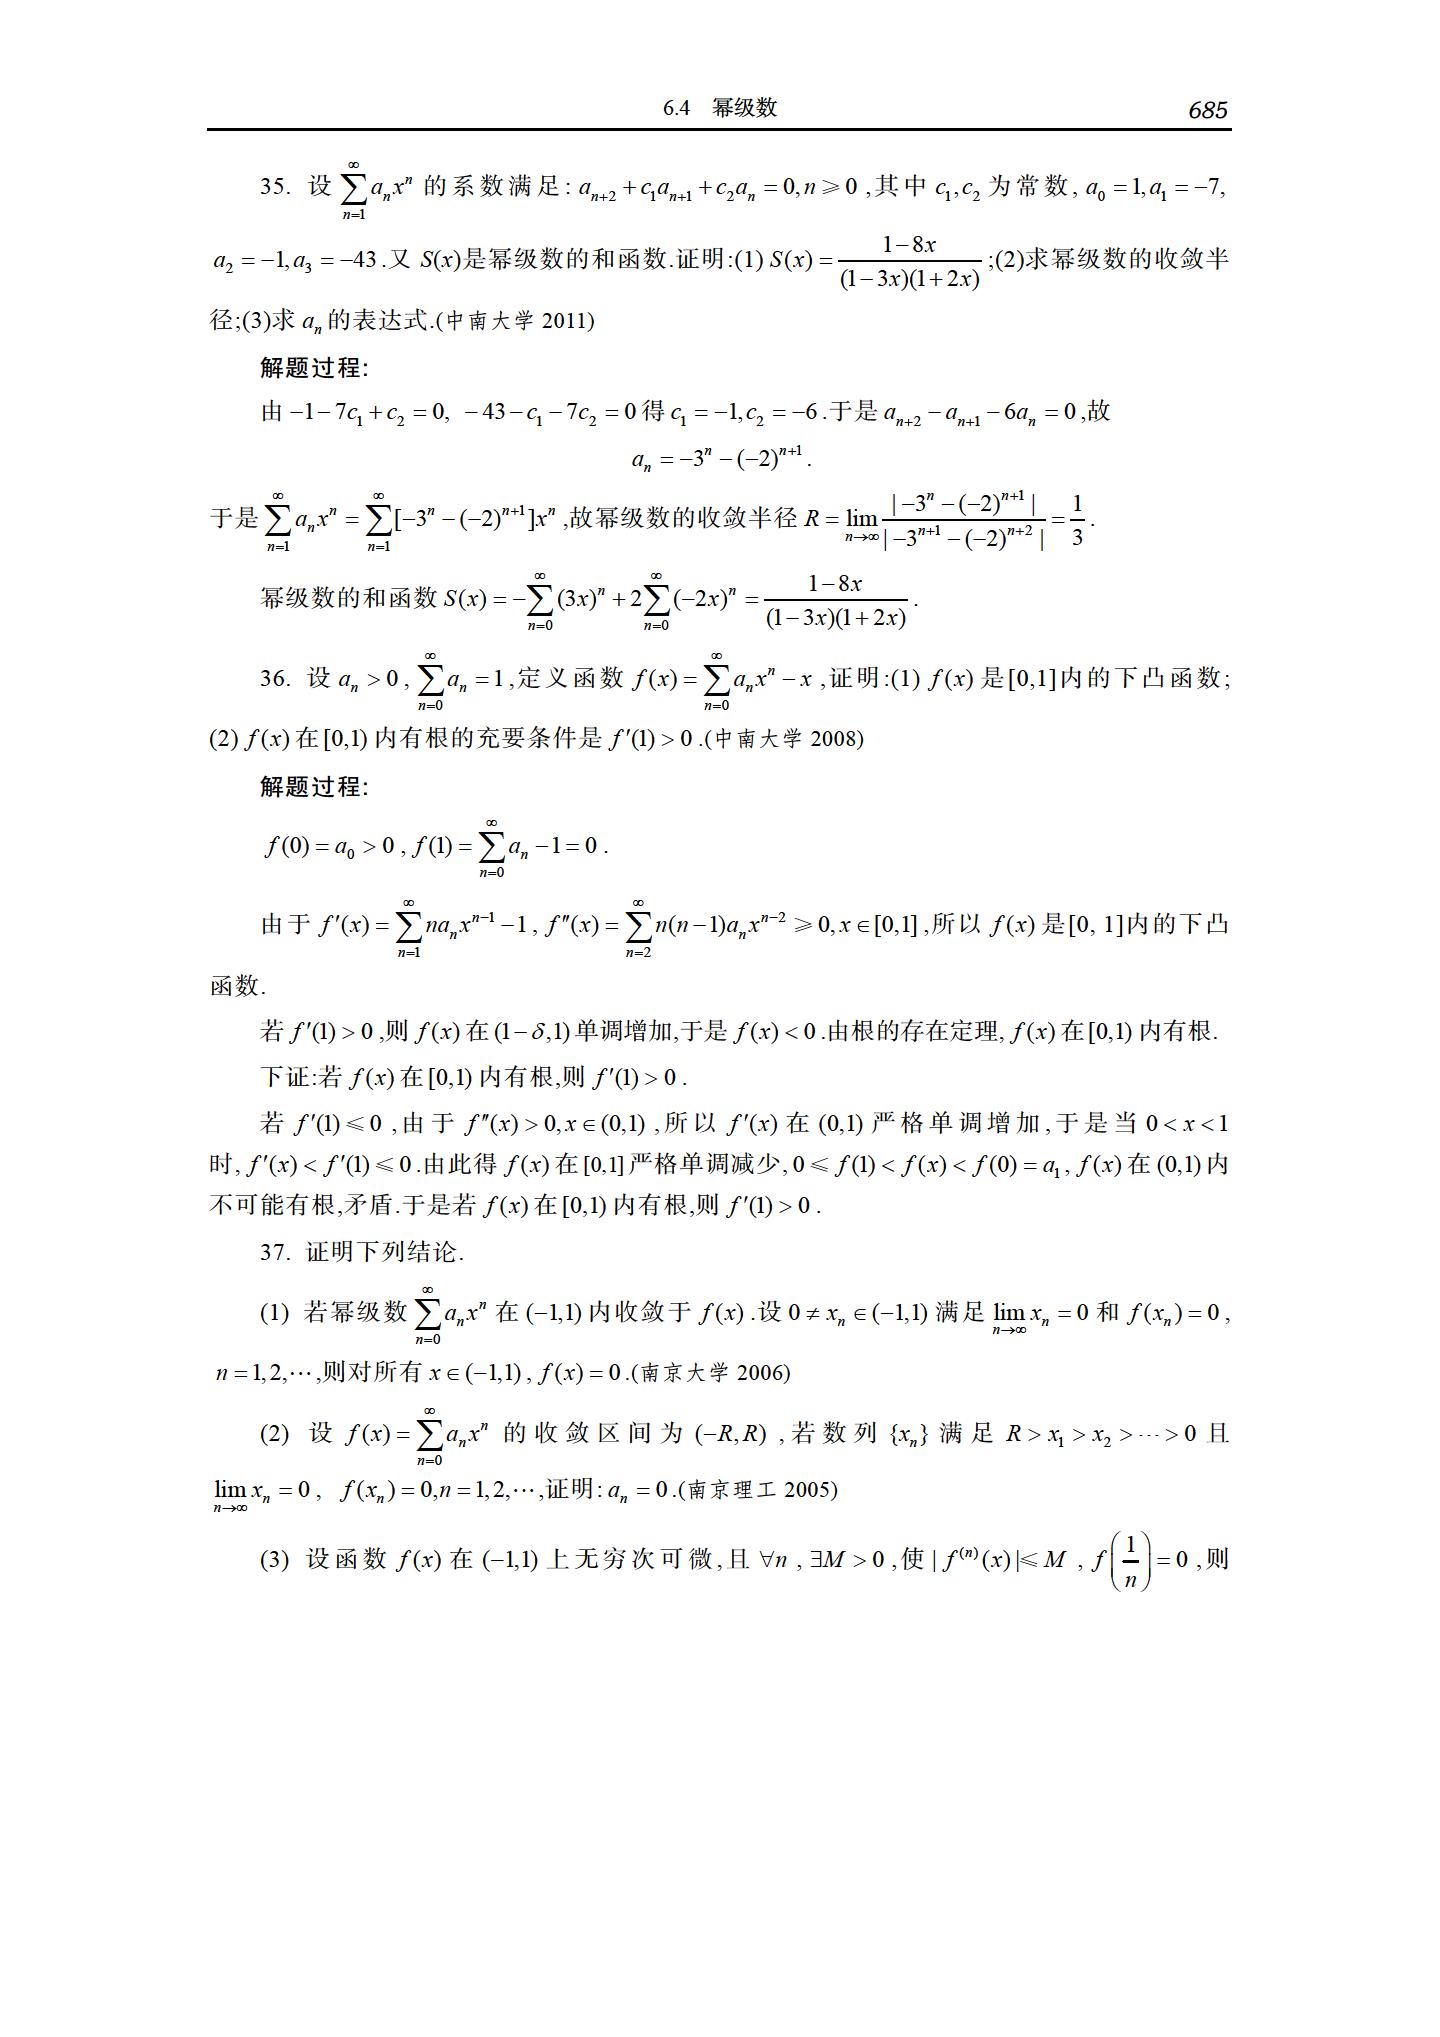 6.4 幂级数 685
35. 设 $\sum_{n=1}^{\infty} a_n x^n$ 的系数满足: $a_{n+2}+c_1a_{n+1}+c_2a_n=0,n\geqslant 0$ ,其中 $c_1,c_2$ 为常数, $a_0=1,a_1=-7,$
$a_2=-1,a_3=-43$ .又 S(x)是幂级数的和函数.证明:(1) $S(x)=\frac{1-8x}{(1-3x)(1+2x)}$ ;(2)求幂级数的收敛半
径;(3)求 $a_n$ 的表达式.(中南大学 2011)
解题过程:
由 $-1-7c_1+c_2=0,\ -43-c_1-7c_2=0$ 得 $c_1=-1,c_2=-6$ .于是 $a_{n+2}-a_{n+1}-6a_n=0$ ,故
$a_n=-3^n-(-2)^{n+1}$ .
于是 $\sum_{n=1}^{\infty} a_n x^n=\sum_{n=1}^{\infty}[-3^n-(-2)^{n+1}]x^n$ ,故幂级数的收敛半径 $R=\lim_{n\to\infty}\frac{|-3^n-(-2)^{n+1}|}{|-3^{n+1}-(-2)^{n+2}|}=\frac{1}{3}$ .
幂级数的和函数 $S(x)=-\sum_{n=0}^{\infty}(3x)^n+2\sum_{n=0}^{\infty}(-2x)^n=\frac{1-8x}{(1-3x)(1+2x)}$ .
36. 设 $a_n>0,\sum_{n=0}^{\infty}a_n=1$ ,定义函数 $f(x)=\sum_{n=0}^{\infty}a_nx^n-x$ ,证明:(1) $f(x)$ 是[0,1]内的下凸函数;
(2) $f(x)$ 在 $[0,1)$ 内有根的充要条件是 $f'(1)>0$ .(中南大学 2008)
解题过程:
$f(0)=a_0>0,f(1)=\sum_{n=0}^{\infty}a_n-1=0$ .
由于 $f'(x)=\sum_{n=1}^{\infty}na_nx^{n-1}-1,f''(x)=\sum_{n=2}^{\infty}n(n-1)a_nx^{n-2}\geqslant 0,x\in[0,1]$ ,所以 $f(x)$ 是[0, 1]内的下凸
函数.
若 $f'(1)>0$ ,则 $f(x)$ 在 $(1-\delta,1)$ 单调增加,于是 $f(x)<0$ .由根的存在定理, $f(x)$ 在 $[0,1)$ 内有根.
下证:若 $f(x)$ 在 $[0,1)$ 内有根,则 $f'(1)>0$ .
若 $f'(1)\leqslant 0$ ,由于 $f''(x)>0,x\in(0,1)$ ,所以 $f'(x)$ 在 $(0,1)$ 严格单调增加,于是当 $0<x<1$
时, $f'(x)<f'(1)\leqslant 0$ .由此得 $f(x)$ 在 $[0,1]$ 严格单调减少, $0\leqslant f(1)<f(x)<f(0)=a_1$ , $f(x)$ 在 $(0,1)$ 内
不可能有根,矛盾.于是若 $f(x)$ 在 $[0,1)$ 内有根,则 $f'(1)>0$ .
37. 证明下列结论.
(1) 若幂级数 $\sum_{n=0}^{\infty}a_nx^n$ 在 $(-1,1)$ 内收敛于 $f(x)$ .设 $0\neq x_n\in(-1,1)$ 满足 $\lim_{n\to\infty}x_n=0$ 和 $f(x_n)=0$ ,
$n=1,2,\cdots$ ,则对所有 $x\in(-1,1),f(x)=0$ .(南京大学 2006)
(2) 设 $f(x)=\sum_{n=0}^{\infty}a_nx^n$ 的收敛区间为 $(-R,R)$ ,若数列 $\{x_n\}$ 满足 $R>x_1>x_2>\cdots>0$ 且
$\lim_{n\to\infty}x_n=0,\ f(x_n)=0,n=1,2,\cdots$ ,证明: $a_n=0$ .(南京理工 2005)
(3) 设函数 $f(x)$ 在 $(-1,1)$ 上无穷次可微,且 $\forall n,\exists M>0$ ,使 $|f^{(n)}(x)|\leqslant M,f\left(\frac{1}{n}\right)=0$ ,则